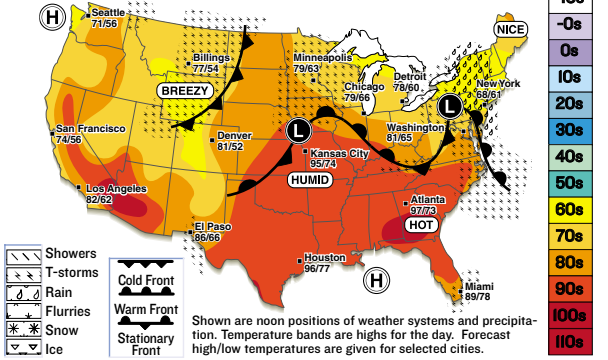 H
Seattle
71/56
NICE
Billings
77/54
BREEZY
Minneapolis
79/63
Chicago
79/66
Detroit
78/60
New York
68/61
L
L
San Francisco
74/56
Denver
81/52
Kansas City
95/74
Washington
81/65
HUMID
Los Angeles
82/62
El Paso
86/66
Atlanta
97/73
HOT
Houston
96/77
H
Miami
89/78
Showers
T-storms
Rain
Flurries
Snow
Ice
Cold Front
Warm Front
Stationary
Front
Shown are noon positions of weather systems and precipita-
tion. Temperature bands are highs for the day. Forecast
high/low temperatures are given for selected cities.
-0s
0s
10s
20s
30s
40s
50s
60s
70s
80s
90s
100s
110s